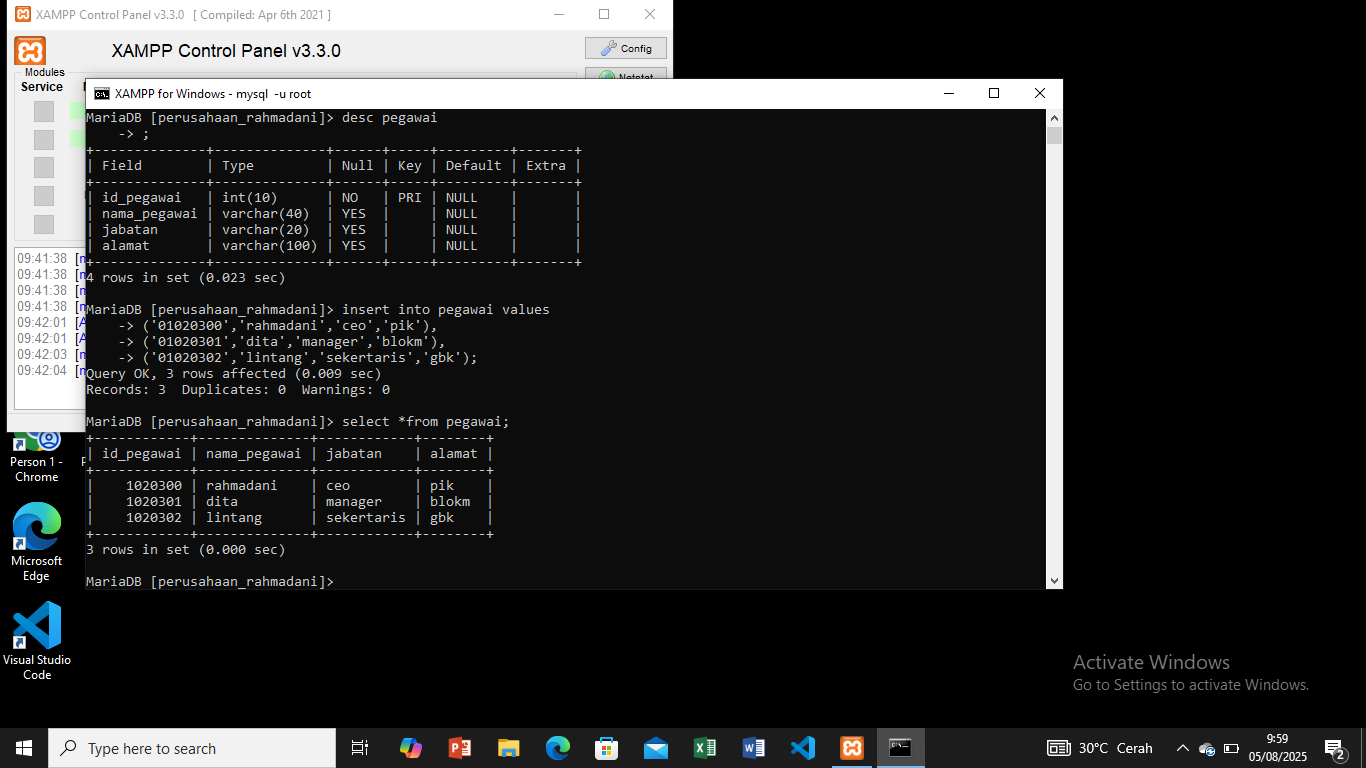 XAMPP Control Panel v3.3.0 [ Compiled: Apr 6th 2021 ]
XAMPP Control Panel v3.3.0
Config
Modules
Service
Netstat
XAMPP for Windows - mysql  -u root
MariaDB [perusahaan_rahmadani]> desc pegawai
    -> ;
+--------------+--------------+------+-----+---------+-------+
| Field        | Type         | Null | Key | Default | Extra |
+--------------+--------------+------+-----+---------+-------+
| id_pegawai   | int(10)      | NO   | PRI | NULL    |       |
| nama_pegawai | varchar(40)  | YES  |     | NULL    |       |
| jabatan      | varchar(20)  | YES  |     | NULL    |       |
| alamat       | varchar(100) | YES  |     | NULL    |       |
+--------------+--------------+------+-----+---------+-------+
4 rows in set (0.023 sec)
MariaDB [perusahaan_rahmadani]> insert into pegawai values
    -> ('01020300','rahmadani','ceo','pik'),
    -> ('01020301','dita','manager','blokm'),
    -> ('01020302','lintang','sekertaris','gbk');
Query OK, 3 rows affected (0.009 sec)
Records: 3  Duplicates: 0  Warnings: 0
MariaDB [perusahaan_rahmadani]> select *from pegawai;
+------------+--------------+------------+--------+
| id_pegawai | nama_pegawai | jabatan    | alamat |
+------------+--------------+------------+--------+
|    1020300 | rahmadani    | ceo        | pik    |
|    1020301 | dita         | manager    | blokm  |
|    1020302 | lintang      | sekertaris | gbk    |
+------------+--------------+------------+--------+
3 rows in set (0.000 sec)
MariaDB [perusahaan_rahmadani]>
09:41:38
09:41:38
09:41:38
09:41:38
09:42:01
09:42:01
09:42:03
09:42:04
Person 1 -
Chrome
Microsoft
Edge
Visual Studio
Code
Activate Windows
Go to Settings to activate Windows.
Type here to search
30°C Cerah
9:59
05/08/2025
2